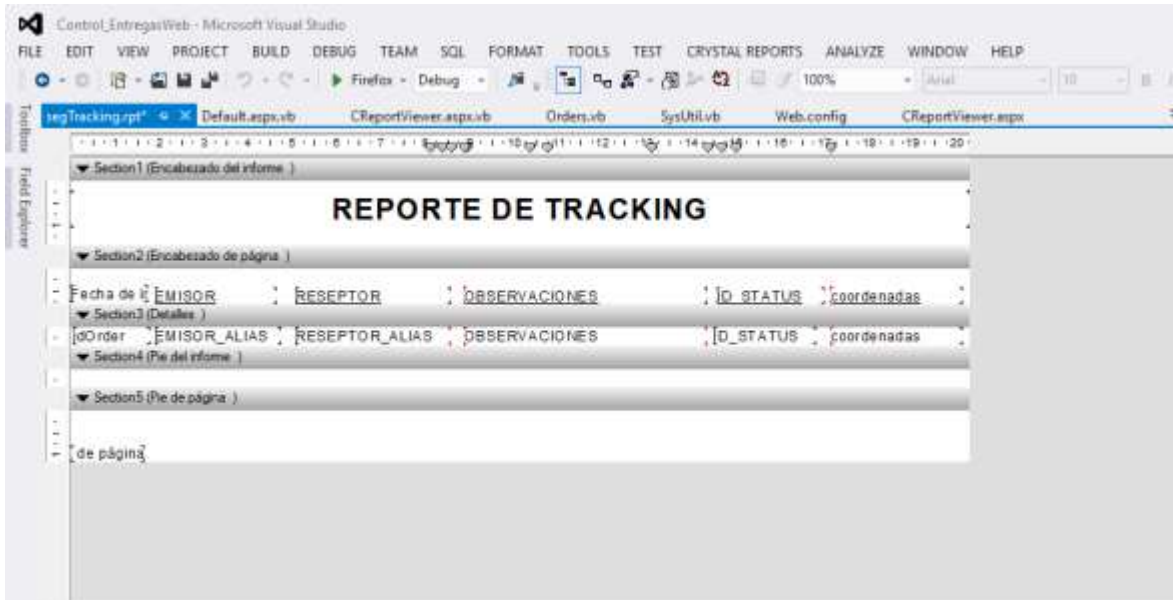 Control_EntregasWeb - Microsoft Visual Studio
FILE EDIT VIEW PROJECT BUILD DEBUG TEAM SQL FORMAT TOOLS TEST CRYSTAL REPORTS ANALYZE WINDOW HELP
Firefox Debug 100% Arial 10 B
segTracking.rpt* Default.aspx.vb CReportViewer.aspx.vb Orders.vb SysUtil.vb Web.config CReportViewer.aspx
Toolbox
Field Explorer
Section1 (Encabezado del informe )
REPORTE DE TRACKING
Section2 (Encabezado de página )
Fecha de EMISOR RESEPTOR OBSERVACIONES ID_STATUS coordenadas
Section3 (Detalles )
idOrder EMISOR_ALIAS RESEPTOR_ALIAS OBSERVACIONES ID_STATUS coordenadas
Section4 (Pie del informe )
Section5 (Pie de página )
de página